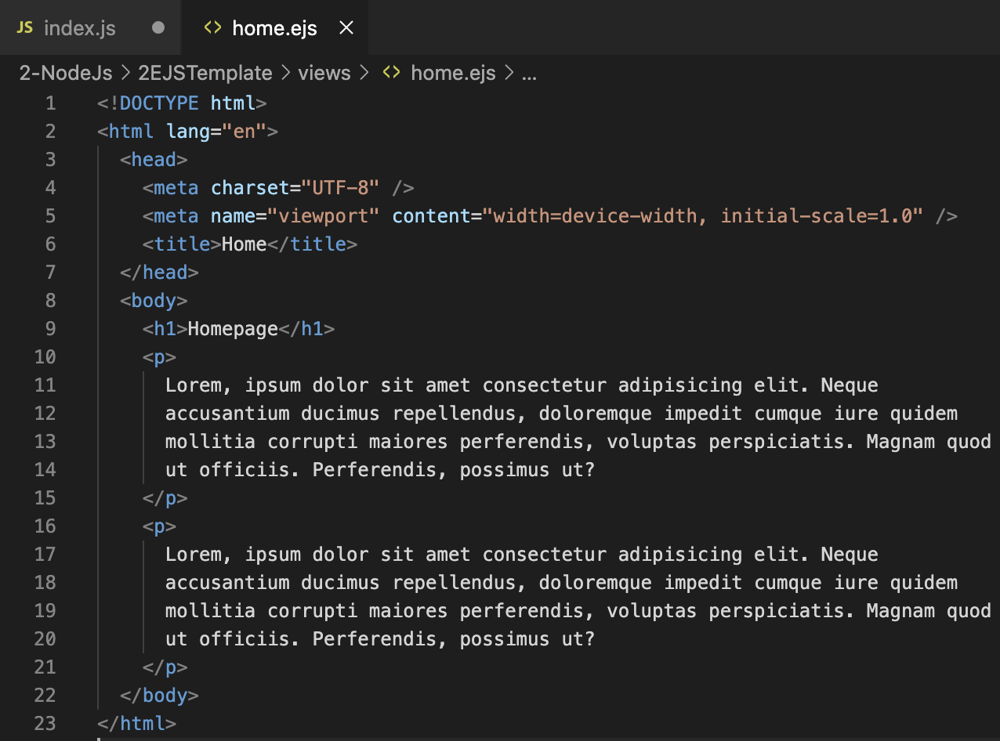 JS index.js ● <> home.ejs ×
2-NodeJs > 2EJSTemplate > views > <> home.ejs > ...
1 <!DOCTYPE html>
2 <html lang="en">
3   <head>
4     <meta charset="UTF-8" />
5     <meta name="viewport" content="width=device-width, initial-scale=1.0" />
6     <title>Home</title>
7   </head>
8   <body>
9     <h1>Homepage</h1>
10     <p>
11       Lorem, ipsum dolor sit amet consectetur adipisicing elit. Neque
12       accusantium ducimus repellendus, doloremque impedit cumque iure quidem
13       mollitia corrupti maiores perferendis, voluptas perspiciatis. Magnam quod
14       ut officiis. Perferendis, possimus ut?
15     </p>
16     <p>
17       Lorem, ipsum dolor sit amet consectetur adipisicing elit. Neque
18       accusantium ducimus repellendus, doloremque impedit cumque iure quidem
19       mollitia corrupti maiores perferendis, voluptas perspiciatis. Magnam quod
20       ut officiis. Perferendis, possimus ut?
21     </p>
22   </body>
23 </html>